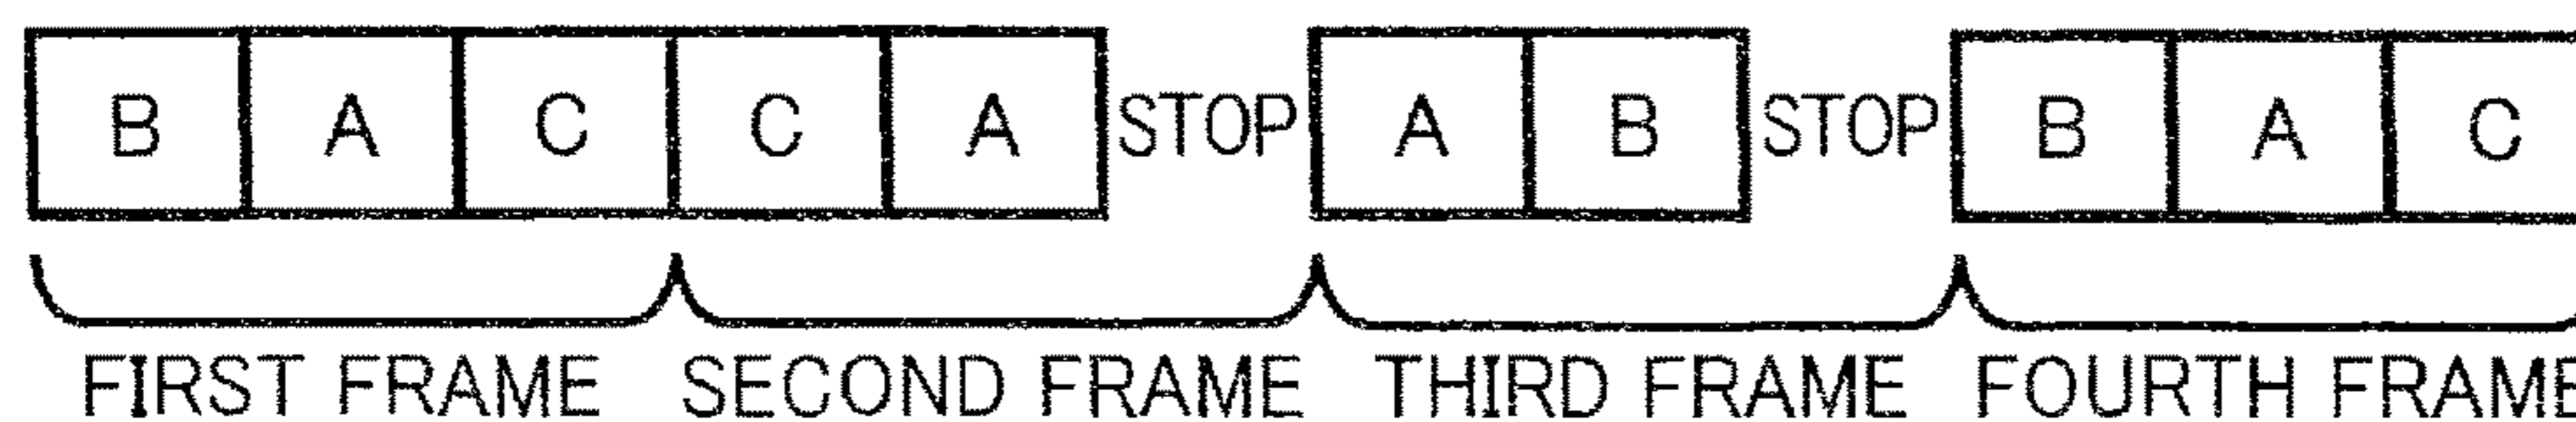 B A C C A STOP A B STOP B A C
FIRST FRAME SECOND FRAME THIRD FRAME FOURTH FRAME